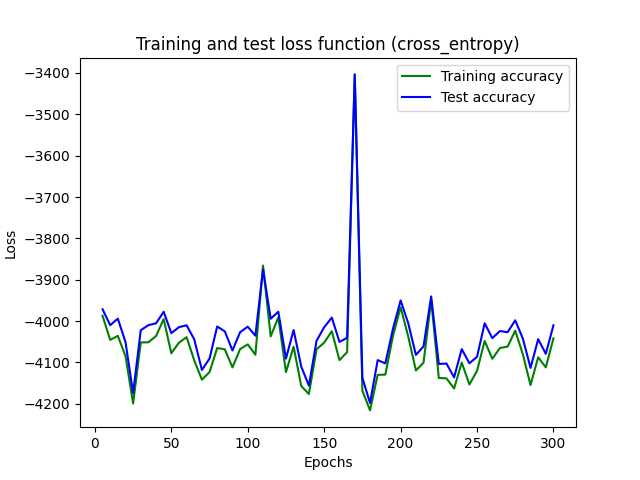 Training and test loss function (cross_entropy)
Training accuracy
Test accuracy
−3400
−3500
−3600
−3700
−3800
−3900
−4000
−4100
−4200
Loss
0 50 100 150 200 250 300
Epochs